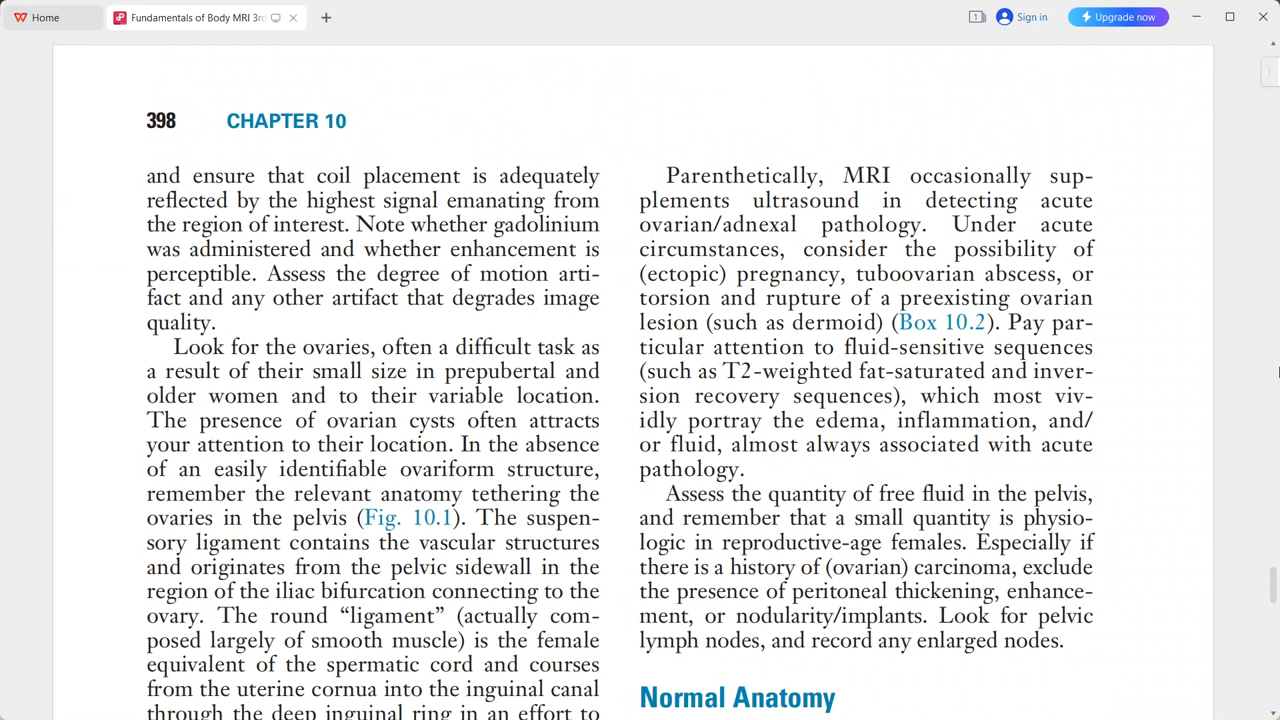 Home
Fundamentals of Body MRI 3rd
1
Sign in
Upgrade now
398 CHAPTER 10
and ensure that coil placement is adequately
reflected by the highest signal emanating from
the region of interest. Note whether gadolinium
was administered and whether enhancement is
perceptible. Assess the degree of motion arti-
fact and any other artifact that degrades image
quality.
Look for the ovaries, often a difficult task as
a result of their small size in prepubertal and
older women and to their variable location.
The presence of ovarian cysts often attracts
your attention to their location. In the absence
of an easily identifiable ovariform structure,
remember the relevant anatomy tethering the
ovaries in the pelvis (Fig. 10.1). The suspen-
sory ligament contains the vascular structures
and originates from the pelvic sidewall in the
region of the iliac bifurcation connecting to the
ovary. The round “ligament” (actually com-
posed largely of smooth muscle) is the female
equivalent of the spermatic cord and courses
from the uterine cornua into the inguinal canal
through the deep inguinal ring in an effort to
Parenthetically, MRI occasionally sup-
plements ultrasound in detecting acute
ovarian/adnexal pathology. Under acute
circumstances, consider the possibility of
(ectopic) pregnancy, tuboovarian abscess, or
torsion and rupture of a preexisting ovarian
lesion (such as dermoid) (Box 10.2). Pay par-
ticular attention to fluid-sensitive sequences
(such as T2-weighted fat-saturated and inver-
sion recovery sequences), which most viv-
idly portray the edema, inflammation, and/
or fluid, almost always associated with acute
pathology.
Assess the quantity of free fluid in the pelvis,
and remember that a small quantity is physio-
logic in reproductive-age females. Especially if
there is a history of (ovarian) carcinoma, exclude
the presence of peritoneal thickening, enhance-
ment, or nodularity/implants. Look for pelvic
lymph nodes, and record any enlarged nodes.
Normal Anatomy